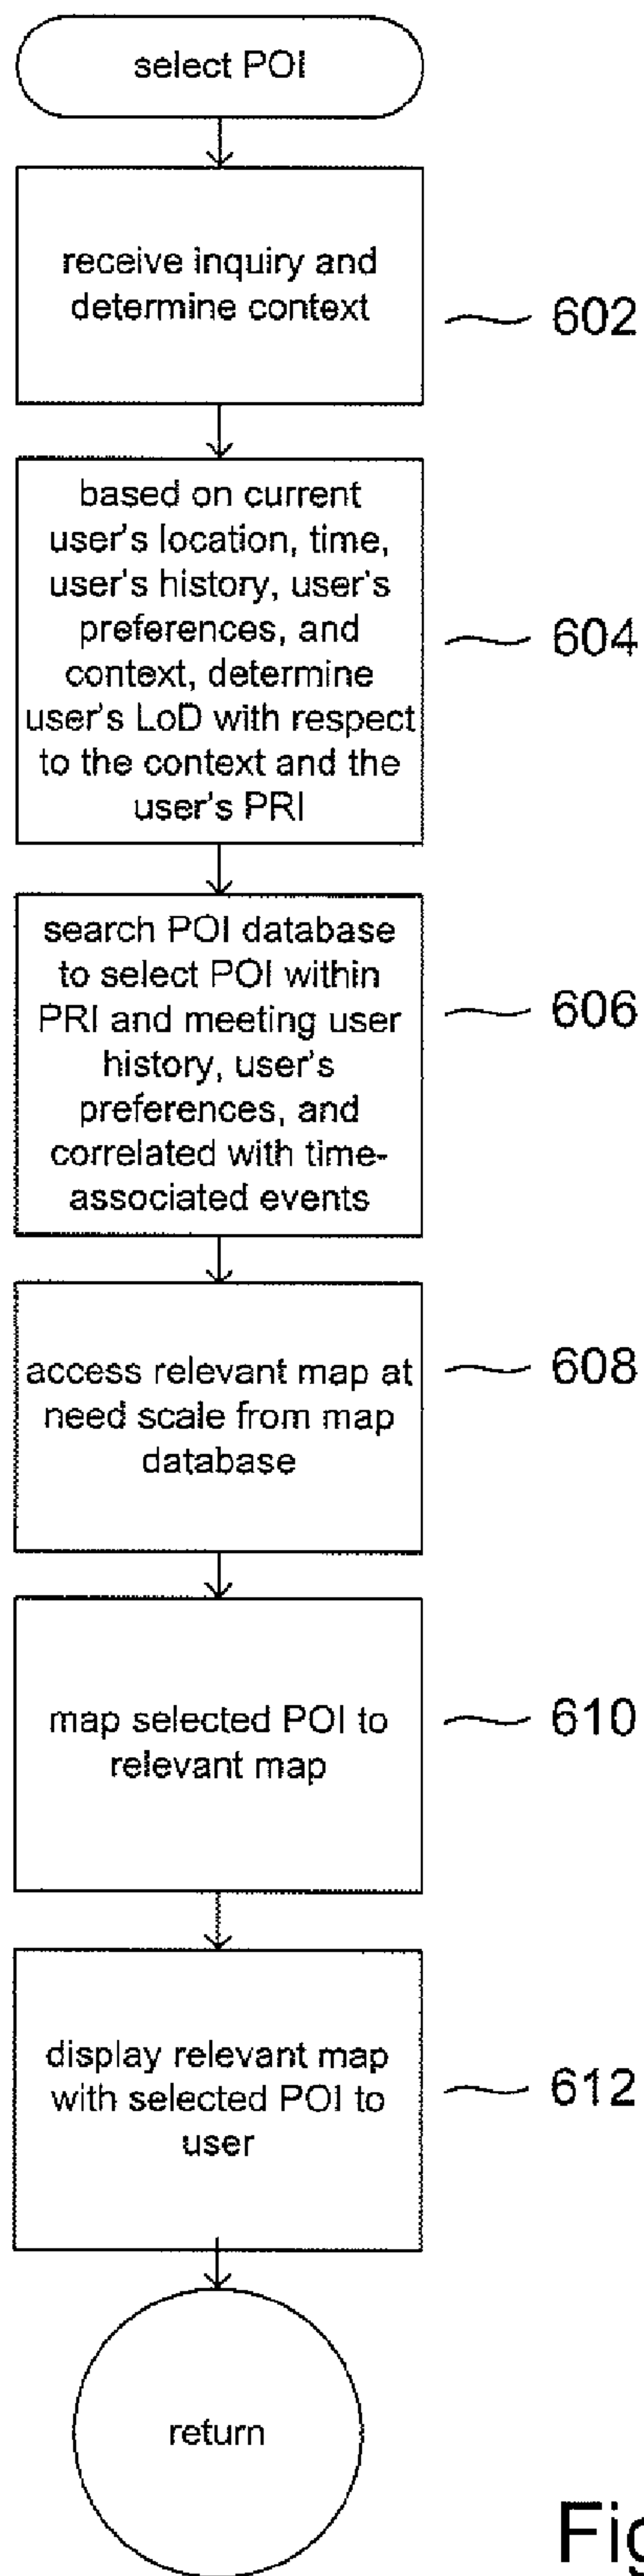 select POI
receive inquiry and
determine context
602
based on current
user's location, time,
user's history, user's
preferences, and
context, determine
user's LoD with respect
to the context and the
user's PRI
604
search POI database
to select POI within
PRI and meeting user
history, user's
preferences, and
correlated with time-
associated events
606
access relevant map at
need scale from map
database
608
map selected POI to
relevant map
610
display relevant map
with selected POI to
user
612
return
Fig